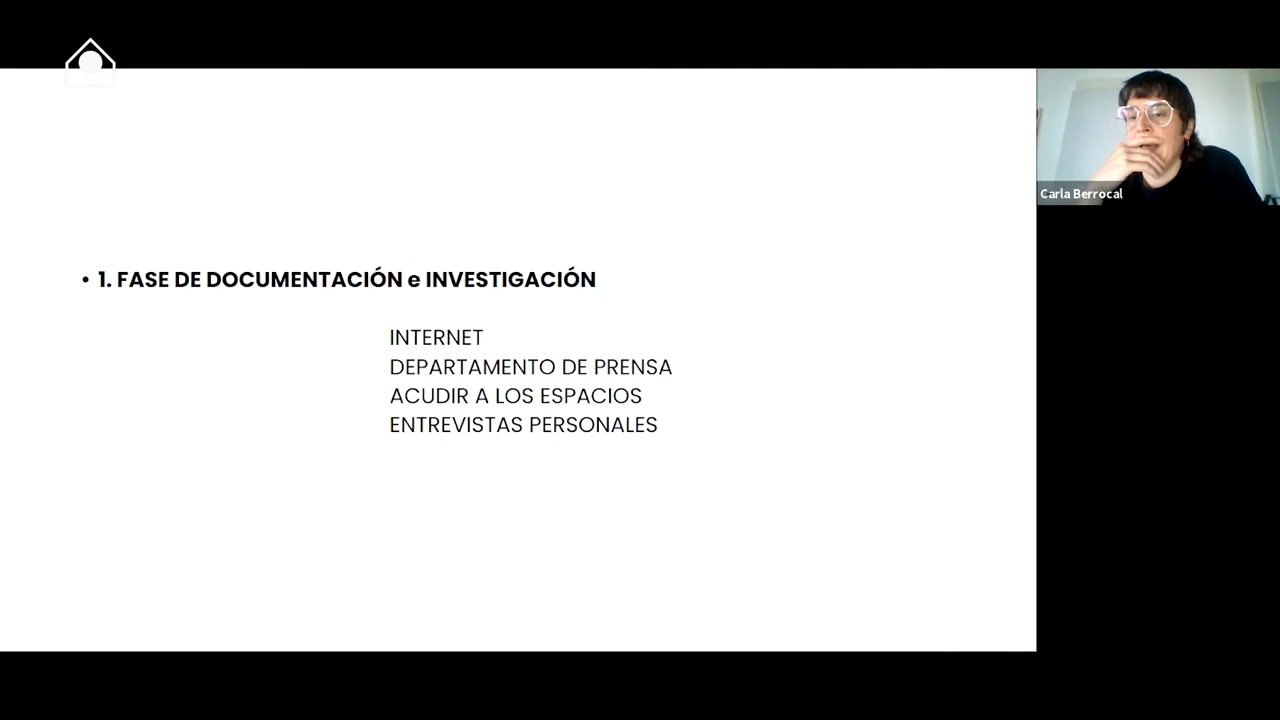 • 1. FASE DE DOCUMENTACIÓN e INVESTIGACIÓN
INTERNET
DEPARTAMENTO DE PRENSA
ACUDIR A LOS ESPACIOS
ENTREVISTAS PERSONALES
Carla Berrocal